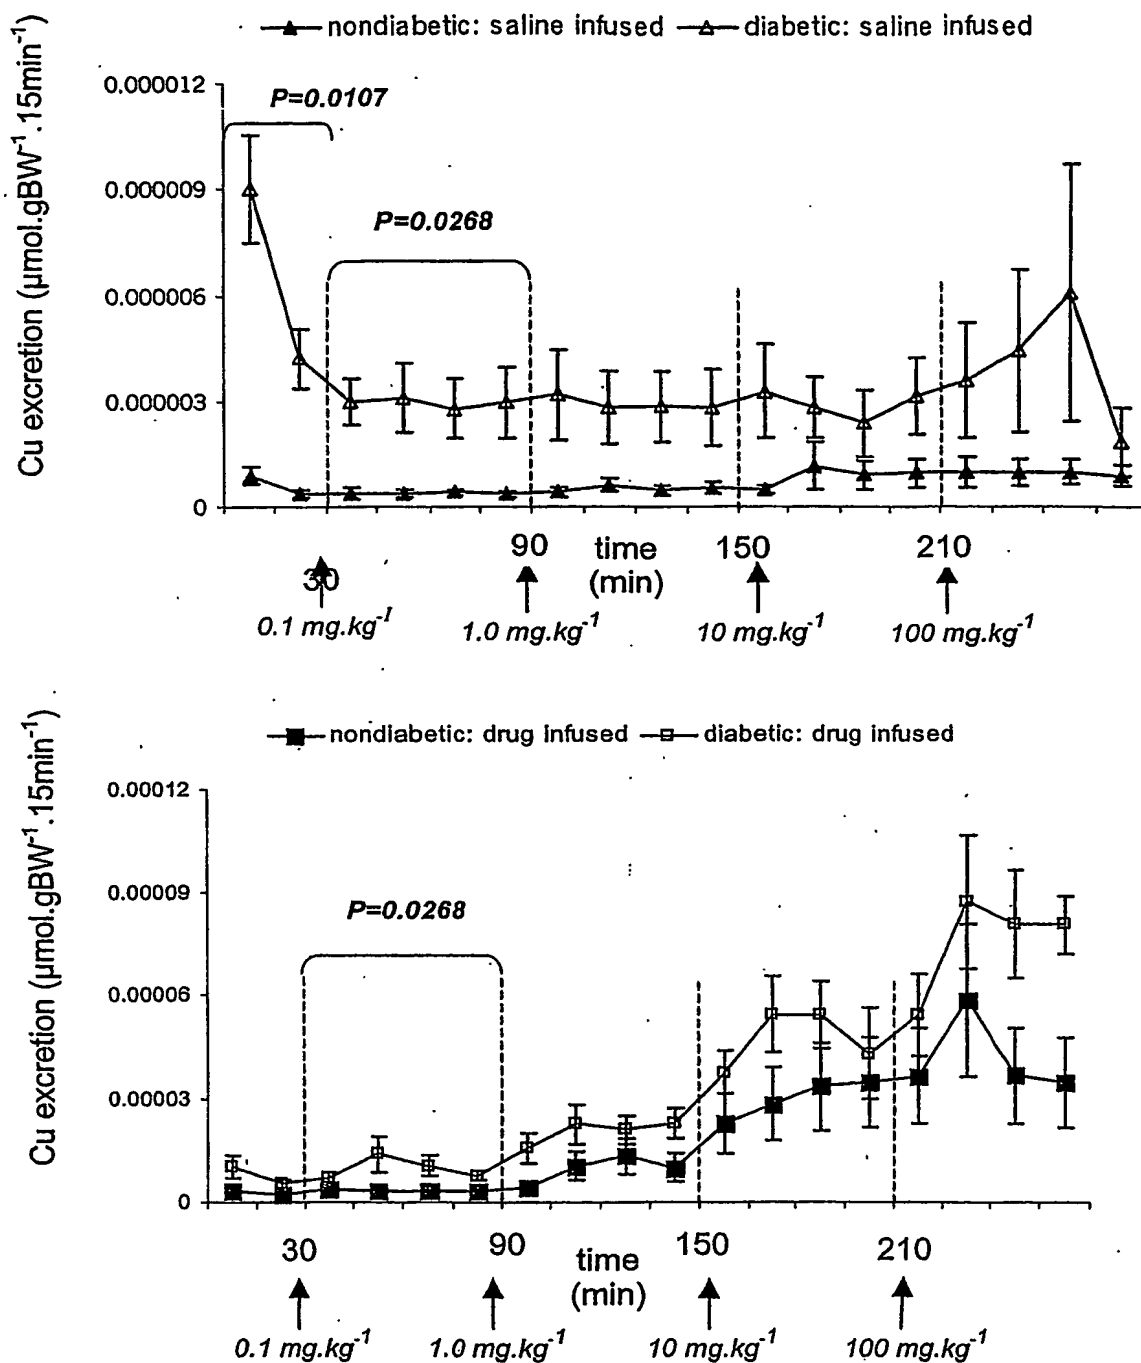 nondiabetic: saline infused diabetic: saline infused
Cu excretion (µmol.gBW⁻¹.15min⁻¹)
0.000012
P=0.0107
0.000009
P=0.0268
0.000006
0.000003
0
30 90 time (min) 150 210
0.1 mg.kg⁻¹ 1.0 mg.kg⁻¹ 10 mg.kg⁻¹ 100 mg.kg⁻¹
nondiabetic: drug infused diabetic: drug infused
Cu excretion (µmol.gBW⁻¹.15min⁻¹)
0.00012
0.00009
P=0.0268
0.00006
0.00003
0
30 90 time (min) 150 210
0.1 mg.kg⁻¹ 1.0 mg.kg⁻¹ 10 mg.kg⁻¹ 100 mg.kg⁻¹